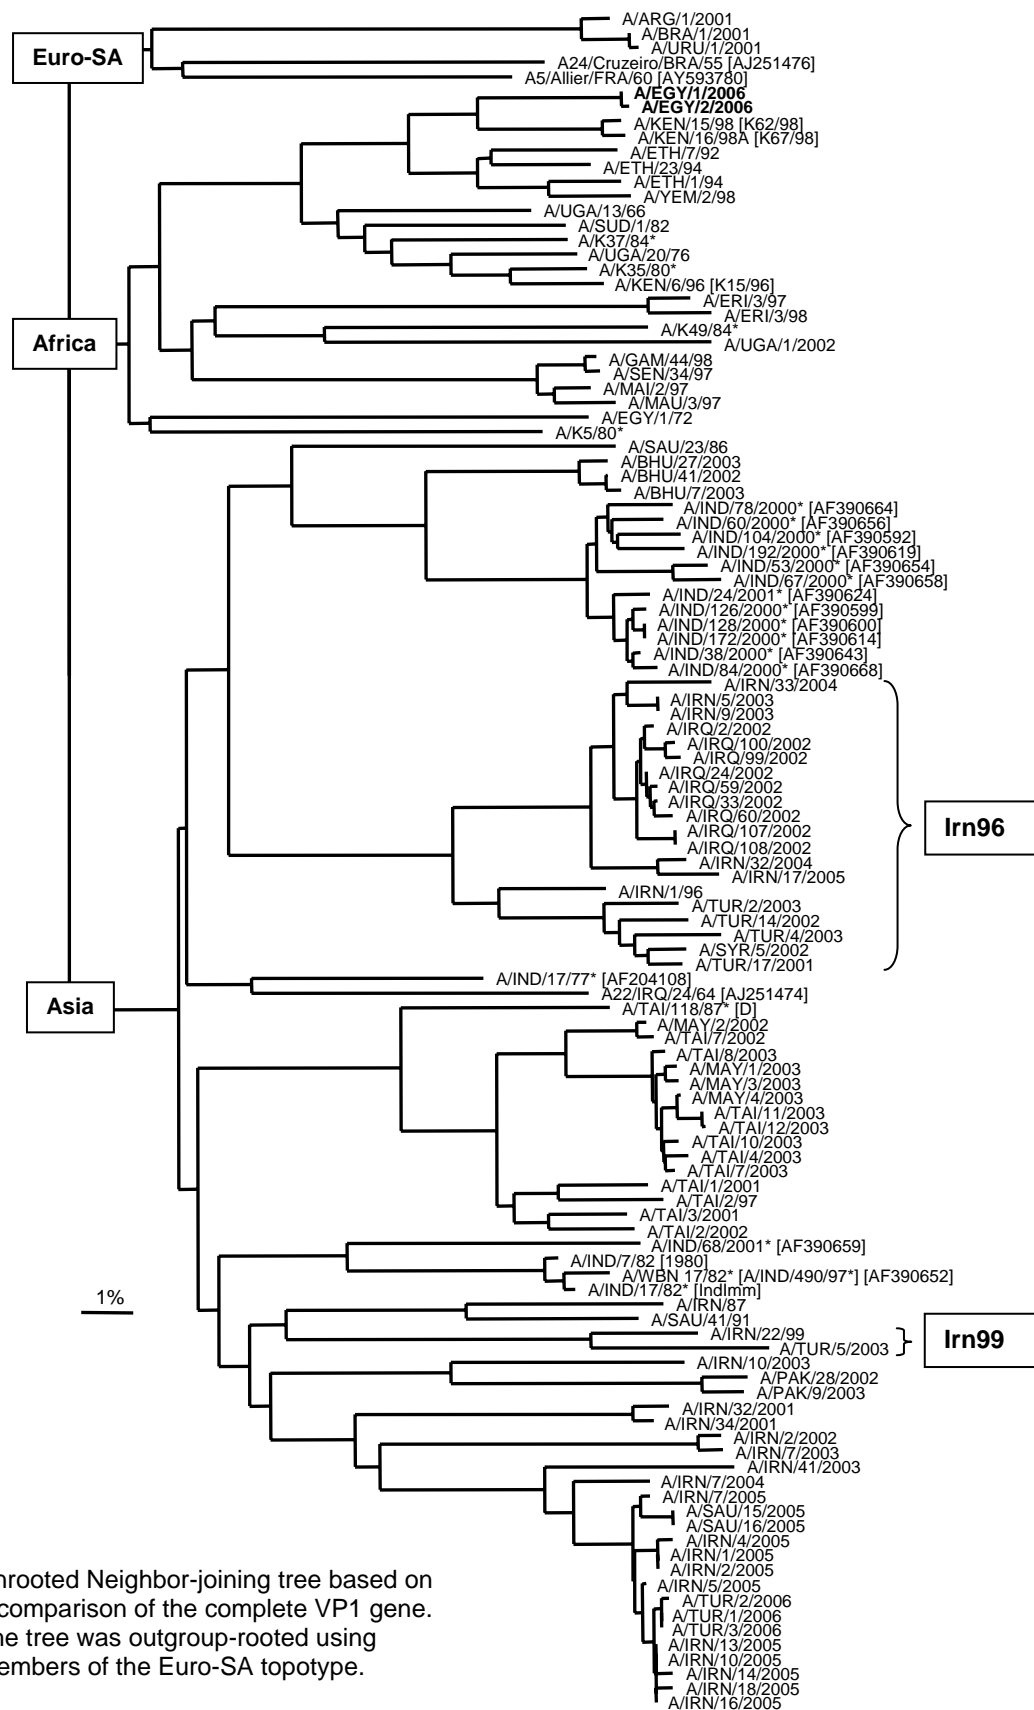 A/ARG/1/2001
A/BRA/1/2001
A/URU/1/2001
Euro-SA
A24/Cruzeiro/BRA/55 [AJ251476]
A5/Allier/FRA/60 [AY593780]
A/EGY/1/2006
A/EGY/2/2006
A/KEN/15/98 [K62/98]
A/KEN/16/98A [K67/98]
A/ETH/7/92
A/ETH/23/94
A/ETH/1/94
A/YEM/2/98
A/UGA/13/66
A/SUD/1/82
A/K37/84*
A/UGA/20/76
A/K35/80*
A/KEN/6/96 [K15/96]
A/ERI/3/97
A/ERI/3/98
A/K49/84*
Africa
A/UGA/1/2002
A/GAM/44/98
A/SEN/34/97
A/MAI/2/97
A/MAU/3/97
A/EGY/1/72
A/K5/80*
A/SAU/23/86
A/BHU/27/2003
A/BHU/41/2002
A/BHU/7/2003
A/IND/78/2000* [AF390664]
A/IND/60/2000* [AF390656]
A/IND/104/2000* [AF390592]
A/IND/192/2000* [AF390619]
A/IND/53/2000* [AF390654]
A/IND/67/2000* [AF390658]
A/IND/24/2001* [AF390624]
A/IND/126/2000* [AF390599]
A/IND/128/2000* [AF390600]
A/IND/172/2000* [AF390614]
A/IND/38/2000* [AF390643]
A/IND/84/2000* [AF390668]
A/IRN/33/2004
A/IRN/5/2003
A/IRN/9/2003
A/IRQ/2/2002
A/IRQ/100/2002
A/IRQ/99/2002
A/IRQ/24/2002
A/IRQ/59/2002
A/IRQ/33/2002
A/IRQ/60/2002
Irn96
A/IRQ/107/2002
A/IRQ/108/2002
A/IRN/32/2004
A/IRN/17/2005
A/IRN/1/96
A/TUR/2/2003
A/TUR/14/2002
A/TUR/4/2003
A/SYR/5/2002
A/TUR/17/2001
A/IND/17/77* [AF204108]
A22/IRQ/24/64 [AJ251474]
Asia
A/TAI/118/87* [D]
A/MAY/2/2002
A/TAI/7/2002
A/TAI/8/2003
A/MAY/1/2003
A/MAY/3/2003
A/MAY/4/2003
A/TAI/11/2003
A/TAI/12/2003
A/TAI/10/2003
A/TAI/4/2003
A/TAI/7/2003
A/TAI/1/2001
A/TAI/2/97
A/TAI/3/2001
A/TAI/2/2002
A/IND/68/2001* [AF390659]
A/IND/7/82 [1980]
A/WBN 17/82* [A/IND/490/97*] [AF390652]
A/IND/17/82* [IndImm]
1%
A/IRN/87
A/SAU/41/91
A/IRN/22/99
Irn99
A/TUR/5/2003
A/IRN/10/2003
A/PAK/28/2002
A/PAK/9/2003
A/IRN/32/2001
A/IRN/34/2001
A/IRN/2/2002
A/IRN/7/2003
A/IRN/41/2003
A/IRN/7/2004
A/IRN/7/2005
A/SAU/15/2005
A/SAU/16/2005
A/IRN/4/2005
A/IRN/1/2005
A/IRN/2/2005
A/IRN/5/2005
A/TUR/2/2006
A/TUR/1/2006
A/TUR/3/2006
A/IRN/13/2005
A/IRN/10/2005
A/IRN/14/2005
A/IRN/18/2005
A/IRN/16/2005
nrooted Neighbor-joining tree based on
comparison of the complete VP1 gene.
ne tree was outgroup-rooted using
embers of the Euro-SA topotype.